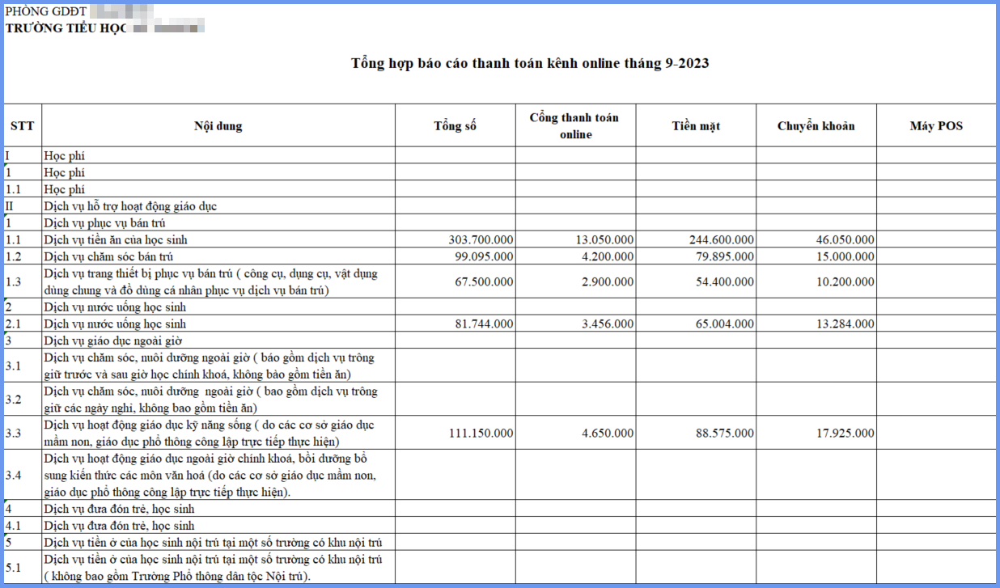 PHÒNG GDĐT
TRƯỜNG TIỂU HỌC
Tổng hợp báo cáo thanh toán kênh online tháng 9-2023
STT Nội dung Tổng số Cổng thanh toán online Tiền mặt Chuyển khoản Máy POS
I Học phí
1 Học phí
1.1 Học phí
II Dịch vụ hỗ trợ hoạt động giáo dục
1 Dịch vụ phục vụ bán trú
1.1 Dịch vụ tiền ăn của học sinh 303.700.000 13.050.000 244.600.000 46.050.000
1.2 Dịch vụ chăm sóc bán trú 99.095.000 4.200.000 79.895.000 15.000.000
1.3 Dịch vụ trang thiết bị phục vụ bán trú ( công cụ, dụng cụ, vật dụng
dùng chung và đồ dùng cá nhân phục vụ dịch vụ bán trú) 67.500.000 2.900.000 54.400.000 10.200.000
2 Dịch vụ nước uống học sinh
2.1 Dịch vụ nước uống học sinh 81.744.000 3.456.000 65.004.000 13.284.000
3 Dịch vụ giáo dục ngoài giờ
3.1 Dịch vụ chăm sóc, nuôi dưỡng ngoài giờ ( báo gồm dịch vụ trông
giữ trước và sau giờ học chính khoá, không bào gồm tiền ăn)
3.2 Dịch vụ chăm sóc, nuôi dưỡng  ngoài giờ ( bao gồm dịch vụ trông
giữ các ngày nghỉ, không bao gồm tiền ăn)
3.3 Dịch vụ hoạt động giáo dục kỹ năng sống ( do các cơ sở giáo dục
mầm non, giáo dục phổ thông công lập trực tiếp thực hiện) 111.150.000 4.650.000 88.575.000 17.925.000
3.4 Dịch vụ hoạt động giáo dục ngoài giờ chính khoá, bồi dưỡng bổ
sung kiến thức các môn văn hoá (do các cơ sở giáo dục mầm non,
giáo dục phổ thông công lập trực tiếp thực hiện).
4 Dịch vụ đưa đón trẻ, học sinh
4.1 Dịch vụ đưa đón trẻ, học sinh
5 Dịch vụ tiền ở của học sinh nội trú tại một số trường có khu nội trú
5.1 Dịch vụ tiền ở của học sinh nội trú tại một số trường có khu nội trú
( không bao gồm Trường Phổ thông dân tộc Nội trú).